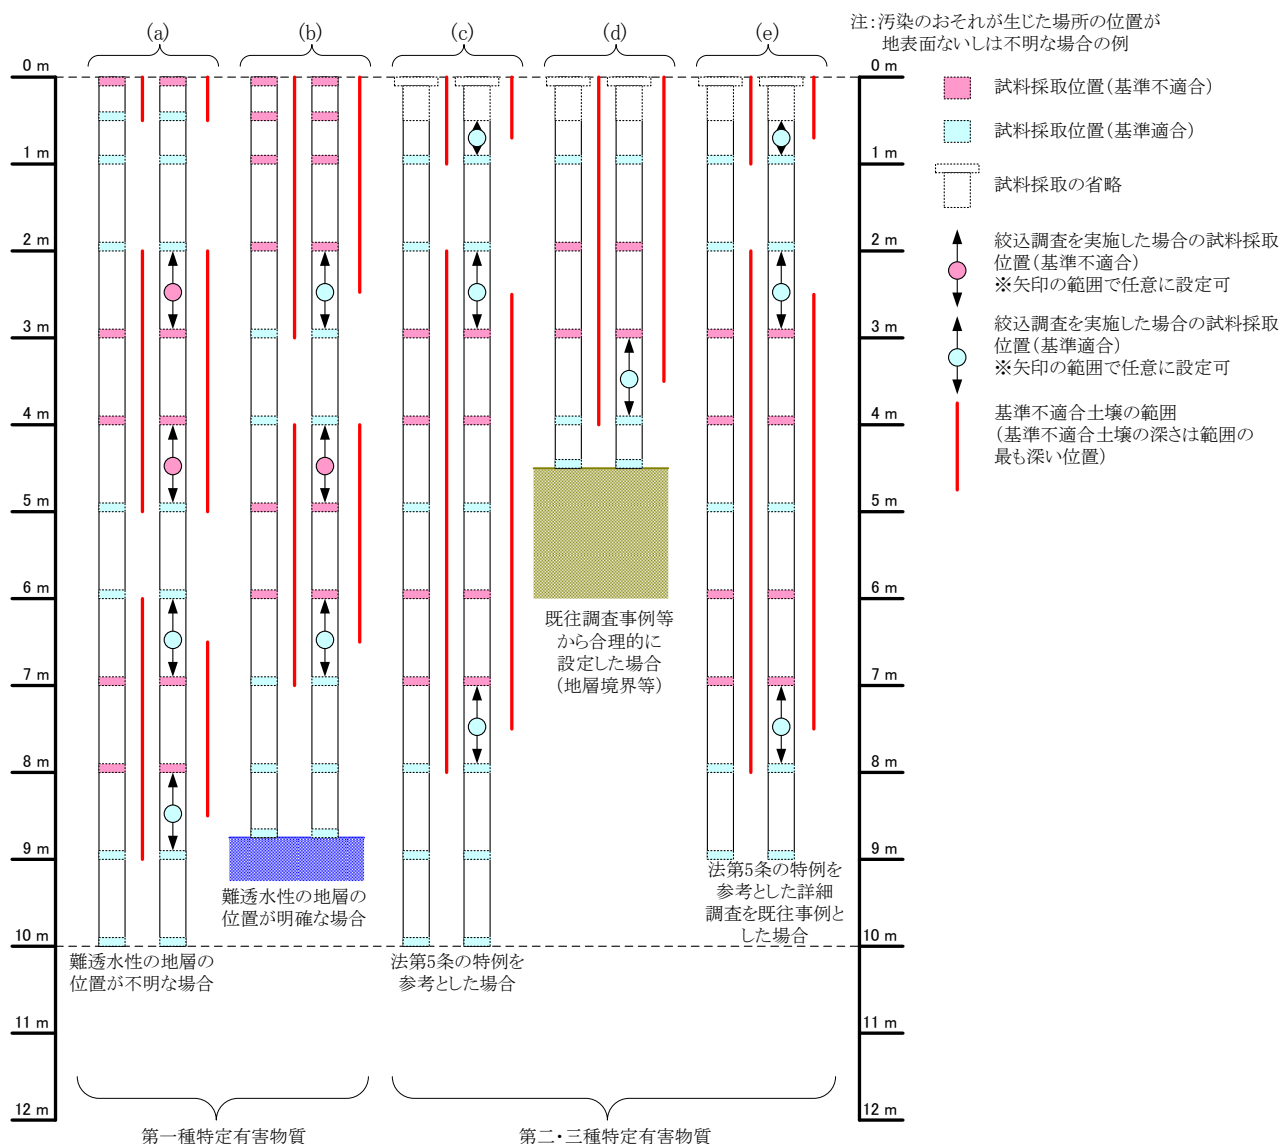 (a)
(b)
(c)
(d)
(e)
注：汚染のおそれが生じた場所の位置が
地表面ないしは不明な場合の例
0 m
1 m
2 m
3 m
4 m
5 m
6 m
7 m
8 m
9 m
10 m
11 m
12 m
0 m
1 m
2 m
3 m
4 m
5 m
6 m
7 m
8 m
9 m
10 m
11 m
12 m
試料採取位置（基準不適合）
試料採取位置（基準適合）
試料採取の省略
絞込調査を実施した場合の試料採取
位置（基準不適合）
※矢印の範囲で任意に設定可
絞込調査を実施した場合の試料採取
位置（基準適合）
※矢印の範囲で任意に設定可
基準不適合土壌の範囲
（基準不適合土壌の深さは範囲の
最も深い位置）
難透水性の地層の
位置が不明な場合
難透水性の地層の
位置が明確な場合
法第5条の特例を
参考とした場合
既往調査事例等
から合理的に
設定した場合
（地層境界等）
法第5条の特例を
参考とした詳細
調査を既往事例と
した場合
第一種特定有害物質
第二・三種特定有害物質